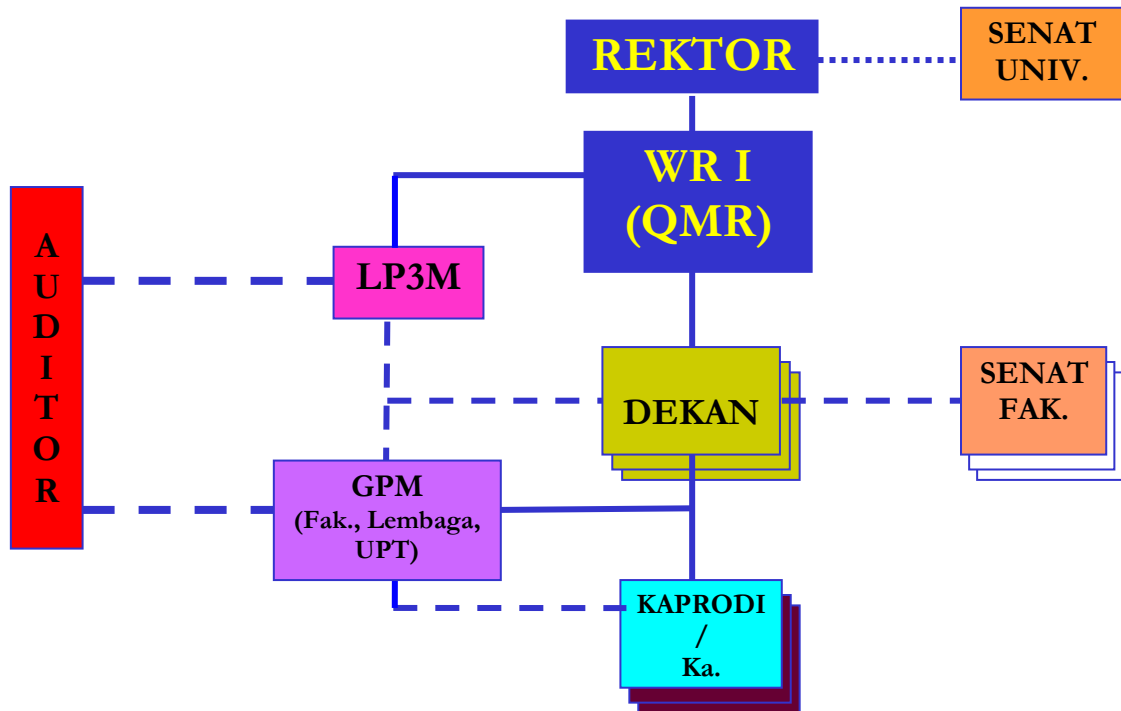 REKTOR
SENAT
UNIV.
WR I
(QMR)
A
U
D
I
T
O
R
LP3M
DEKAN
SENAT
FAK.
GPM
(Fak., Lembaga,
UPT)
KAPRODI
/
Ka.